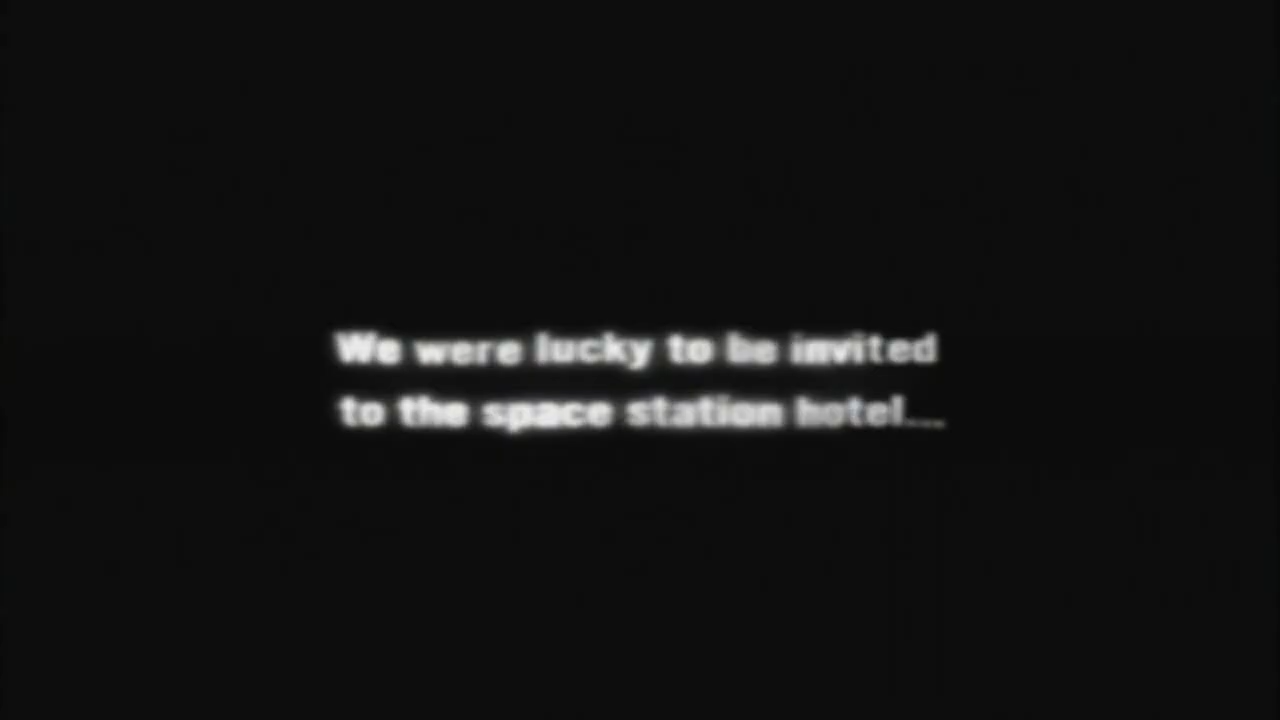 We were lucky to be invited
to the space station hotel....